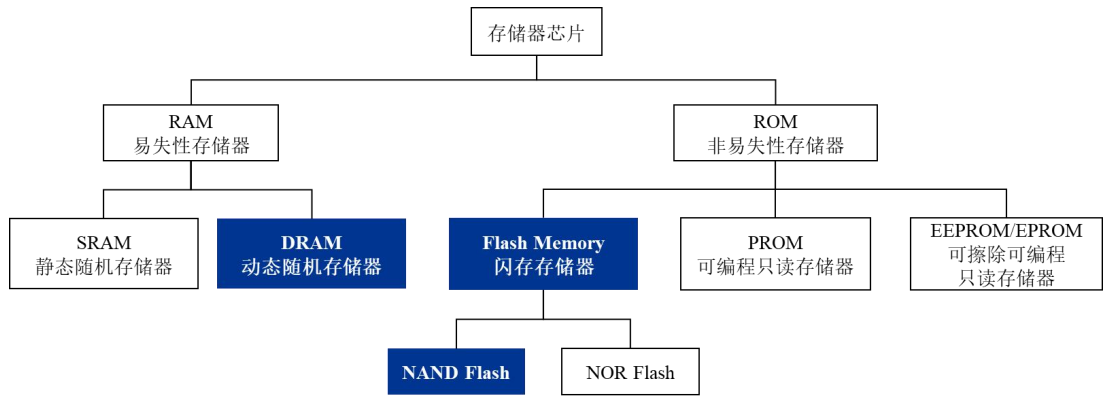 存储器芯片
RAM
易失性存储器
ROM
非易失性存储器
SRAM
静态随机存储器
DRAM
动态随机存储器
Flash Memory
闪存存储器
PROM
可编程只读存储器
EEPROM/EPROM
可擦除可编程
只读存储器
NAND Flash
NOR Flash